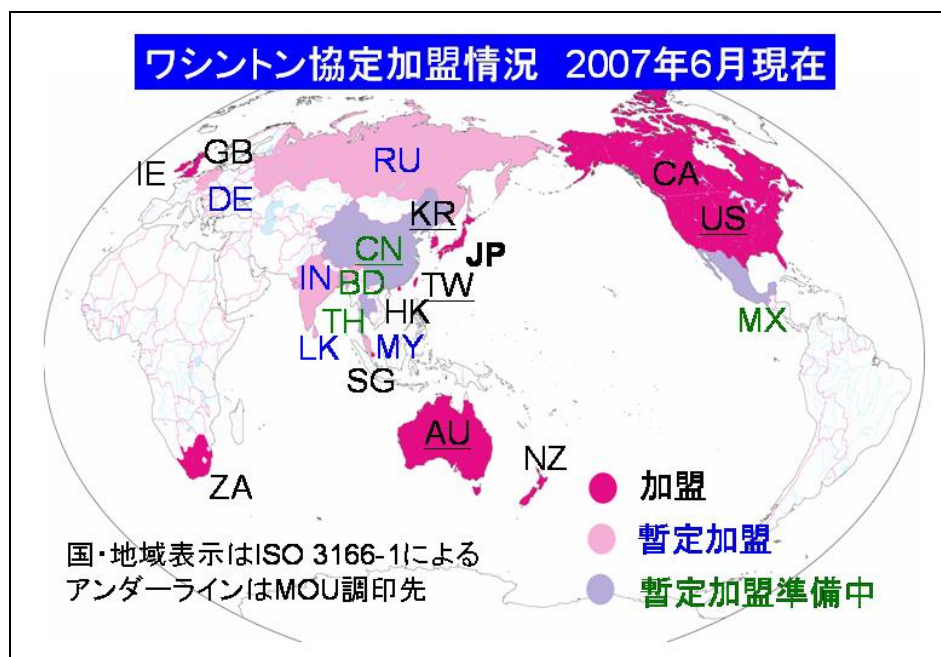 ワシントン協定加盟情況 2007年6月現在
IE
GB
DE
RU
CA
US
KR
JP
CN
IN
BD
TW
HK
TH
LK
MY
SG
MX
AU
NZ
ZA
加盟
暫定加盟
暫定加盟準備中
国・地域表示はISO 3166-1による
アンダーラインはMOU調印先